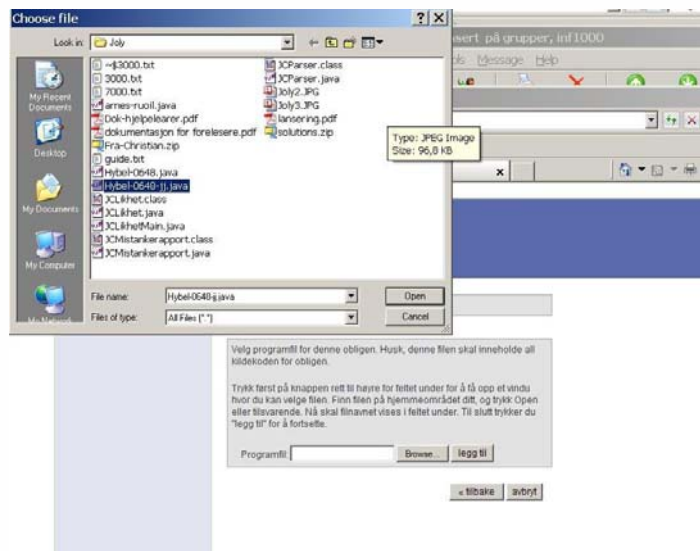 Choose file
Look in: Joly
My Recent Documents
Desktop
My Documents
My Computer
~$3000.txt
3000.txt
7000.txt
arnes-ruoil.java
Dok-hjelpelearer.pdf
dokumentasjon for forelesere.pdf
Fra-Christian.zip
guide.txt
Hybel-0648.java
Hybel-0648-jj.java
JCLikhet.class
JCLikhet.java
JCLikhetMain.java
JCMistankerapport.class
JCMistankerapport.java
JCParser.class
JCParser.java
Joly2.JPG
Joly3.JPG
lansering.pdf
solutions.zip
Type: JPEG Image
Size: 96,8 KB
File name: Hybel-0648-jj.java
Open
Files of type: All Files (*.*)
Cancel
på grupper, inf1000
Message Help
Velg programfil for denne obligen. Husk, denne filen skal inneholde all
kildekoden for obligen.
Trykk først på knappen rett til høyre for feltet under for å få opp et vindu
hvor du kan velge filen. Finn filen på hjemmeområdet ditt, og trykk Open
eller tilsvarende. Nå skal filnavnet vises i feltet under. Til slutt trykker du
"legg til" for å fortsette.
Programfil: Browse... legg til
« tilbake avbryt